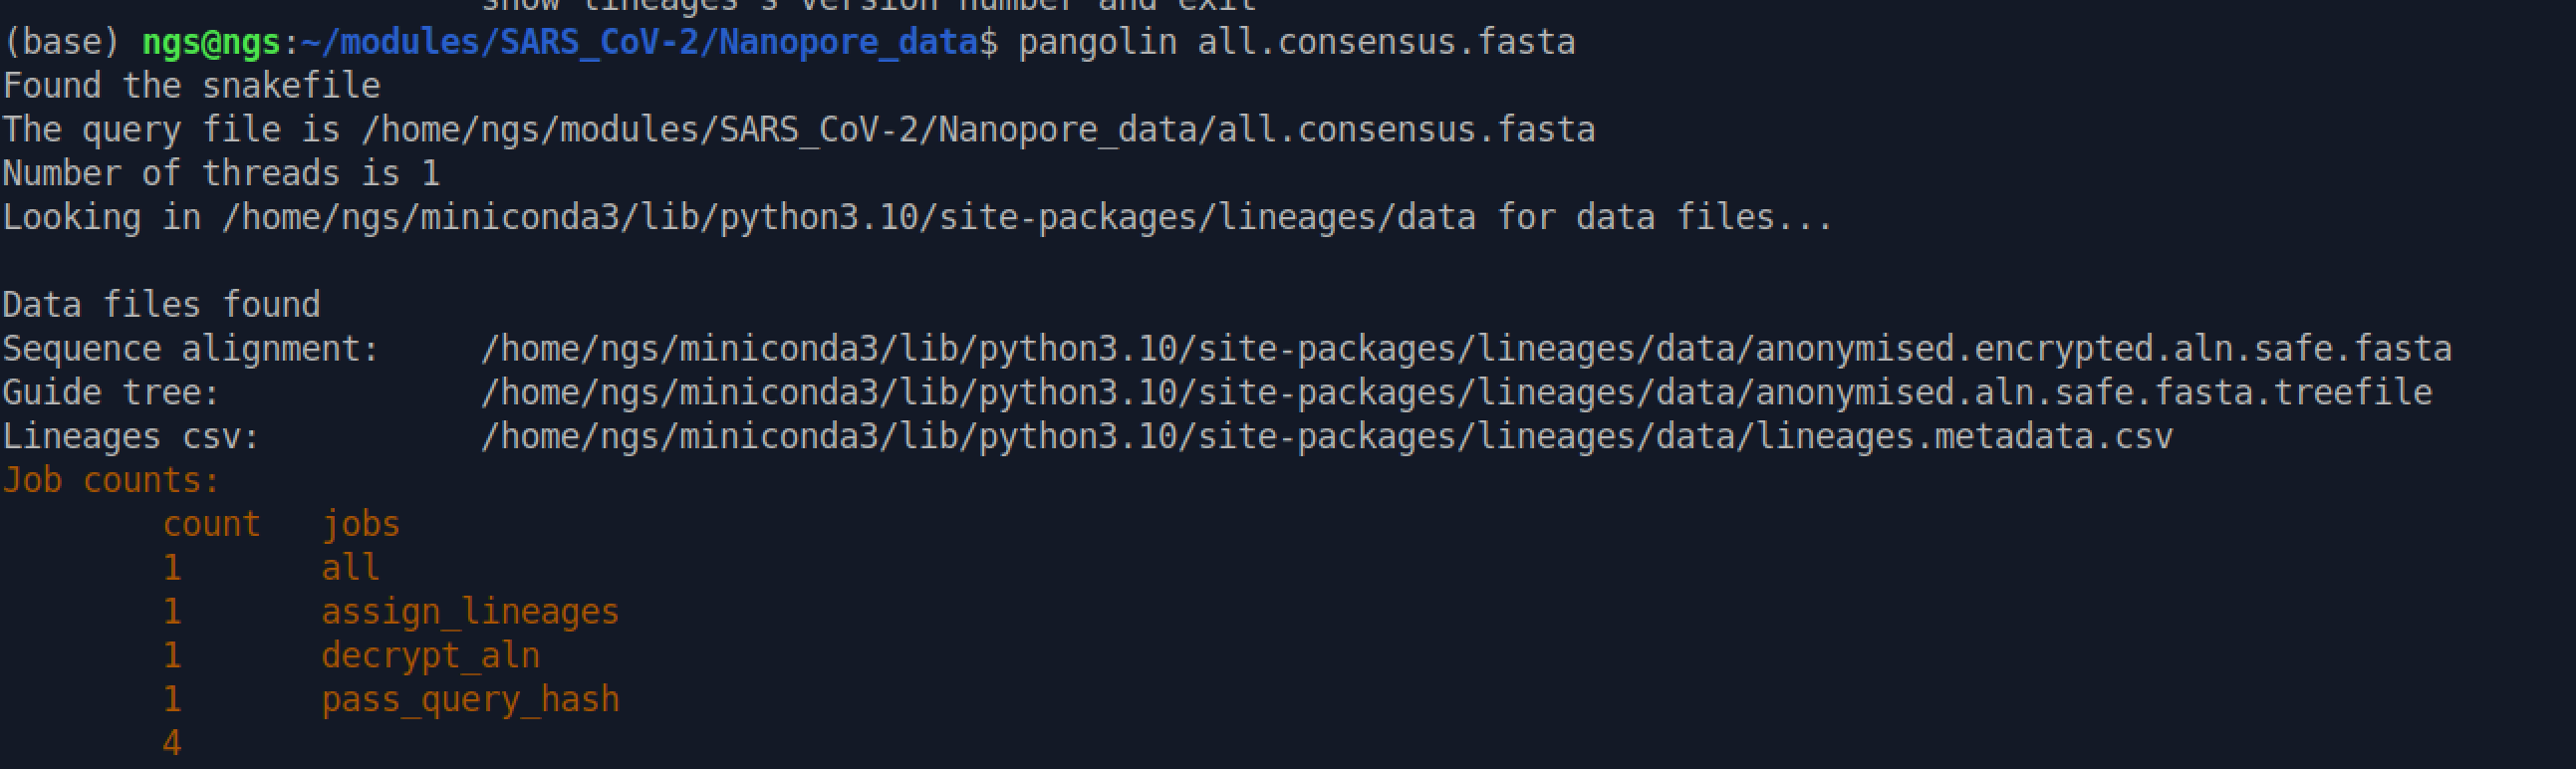 show lineages's version number and exit
(base) ngs@ngs:~/modules/SARS_CoV-2/Nanopore_data$ pangolin all.consensus.fasta
Found the snakefile
The query file is /home/ngs/modules/SARS_CoV-2/Nanopore_data/all.consensus.fasta
Number of threads is 1
Looking in /home/ngs/miniconda3/lib/python3.10/site-packages/lineages/data for data files...
Data files found
Sequence alignment: /home/ngs/miniconda3/lib/python3.10/site-packages/lineages/data/anonymised.encrypted.aln.safe.fasta
Guide tree: /home/ngs/miniconda3/lib/python3.10/site-packages/lineages/data/anonymised.aln.safe.fasta.treefile
Lineages csv: /home/ngs/miniconda3/lib/python3.10/site-packages/lineages/data/lineages.metadata.csv
Job counts:
count jobs
1 all
1 assign_lineages
1 decrypt_aln
1 pass_query_hash
4